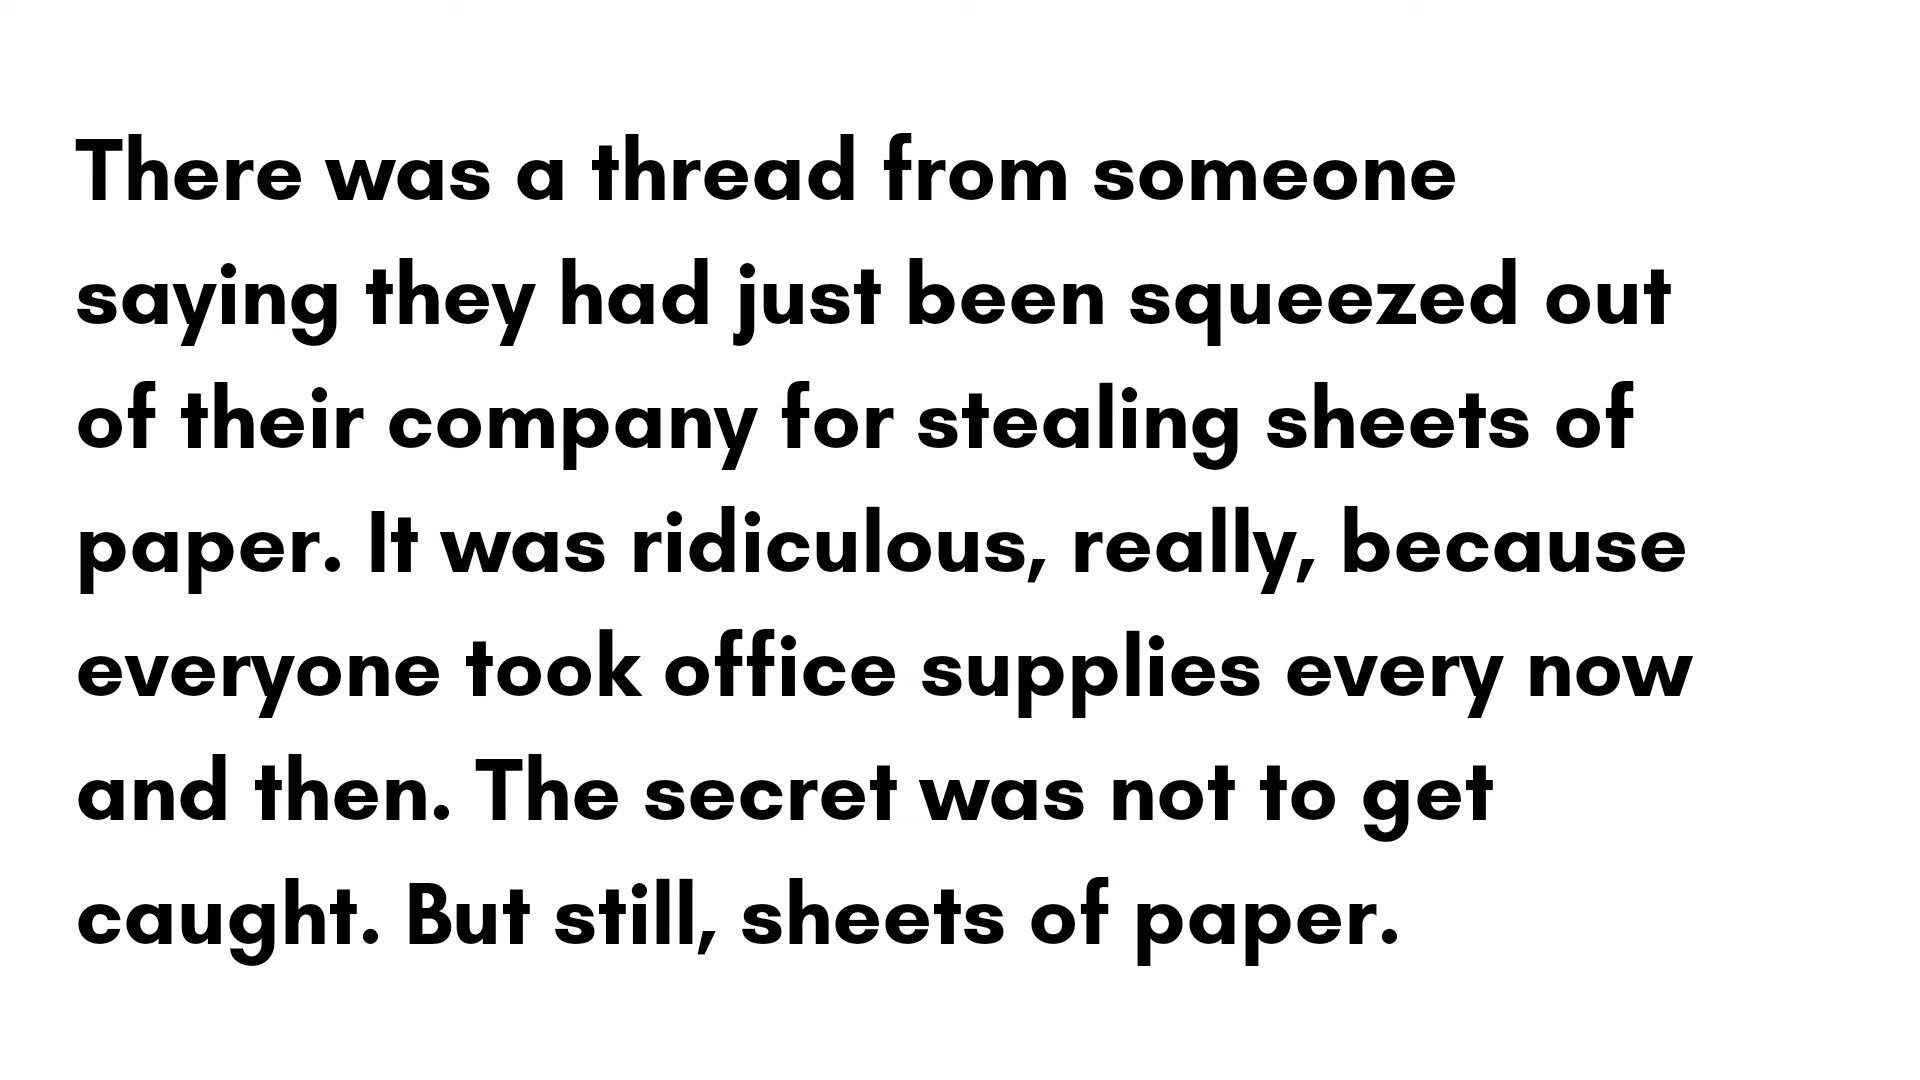 There was a thread from someone
saying they had just been squeezed out
of their company for stealing sheets of
paper. It was ridiculous, really, because
everyone took office supplies every now
and then. The secret was not to get
caught. But still, sheets of paper.